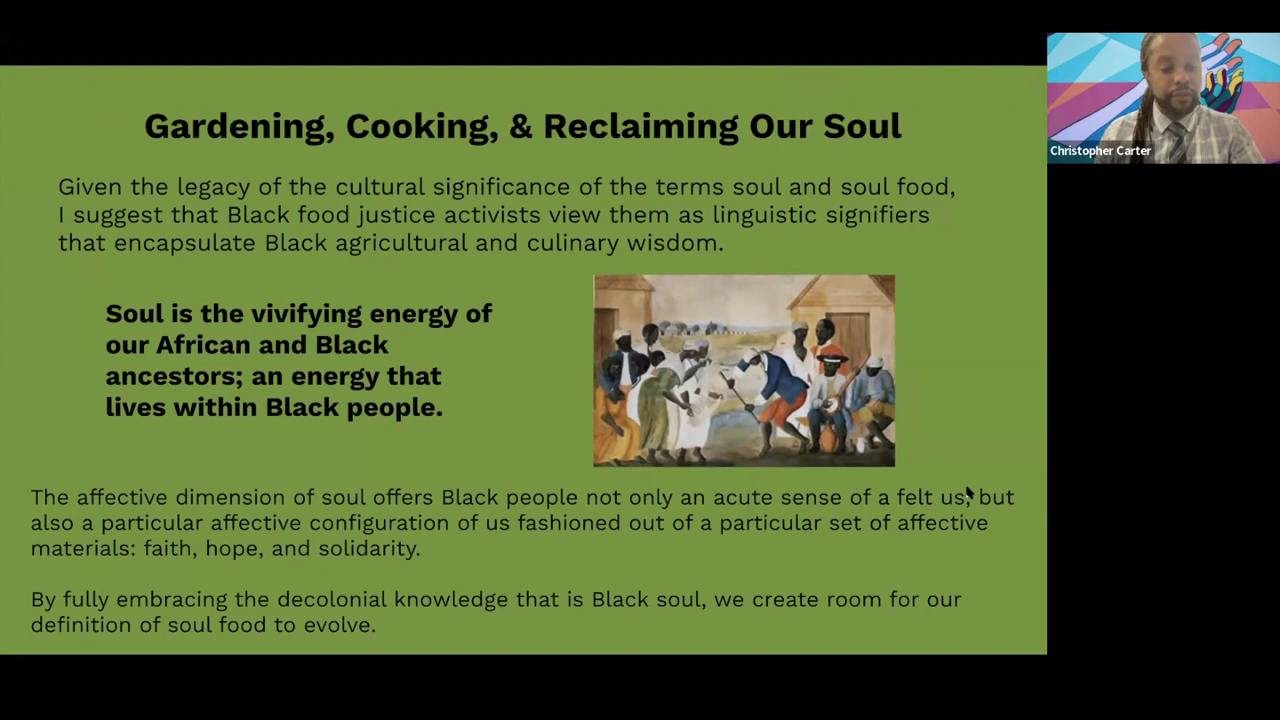 Gardening, Cooking, & Reclaiming Our Soul
Given the legacy of the cultural significance of the terms soul and soul food,
I suggest that Black food justice activists view them as linguistic signifiers
that encapsulate Black agricultural and culinary wisdom.
Soul is the vivifying energy of
our African and Black
ancestors; an energy that
lives within Black people.
The affective dimension of soul offers Black people not only an acute sense of a felt us, but
also a particular affective configuration of us fashioned out of a particular set of affective
materials: faith, hope, and solidarity.
By fully embracing the decolonial knowledge that is Black soul, we create room for our
definition of soul food to evolve.
Christopher Carter